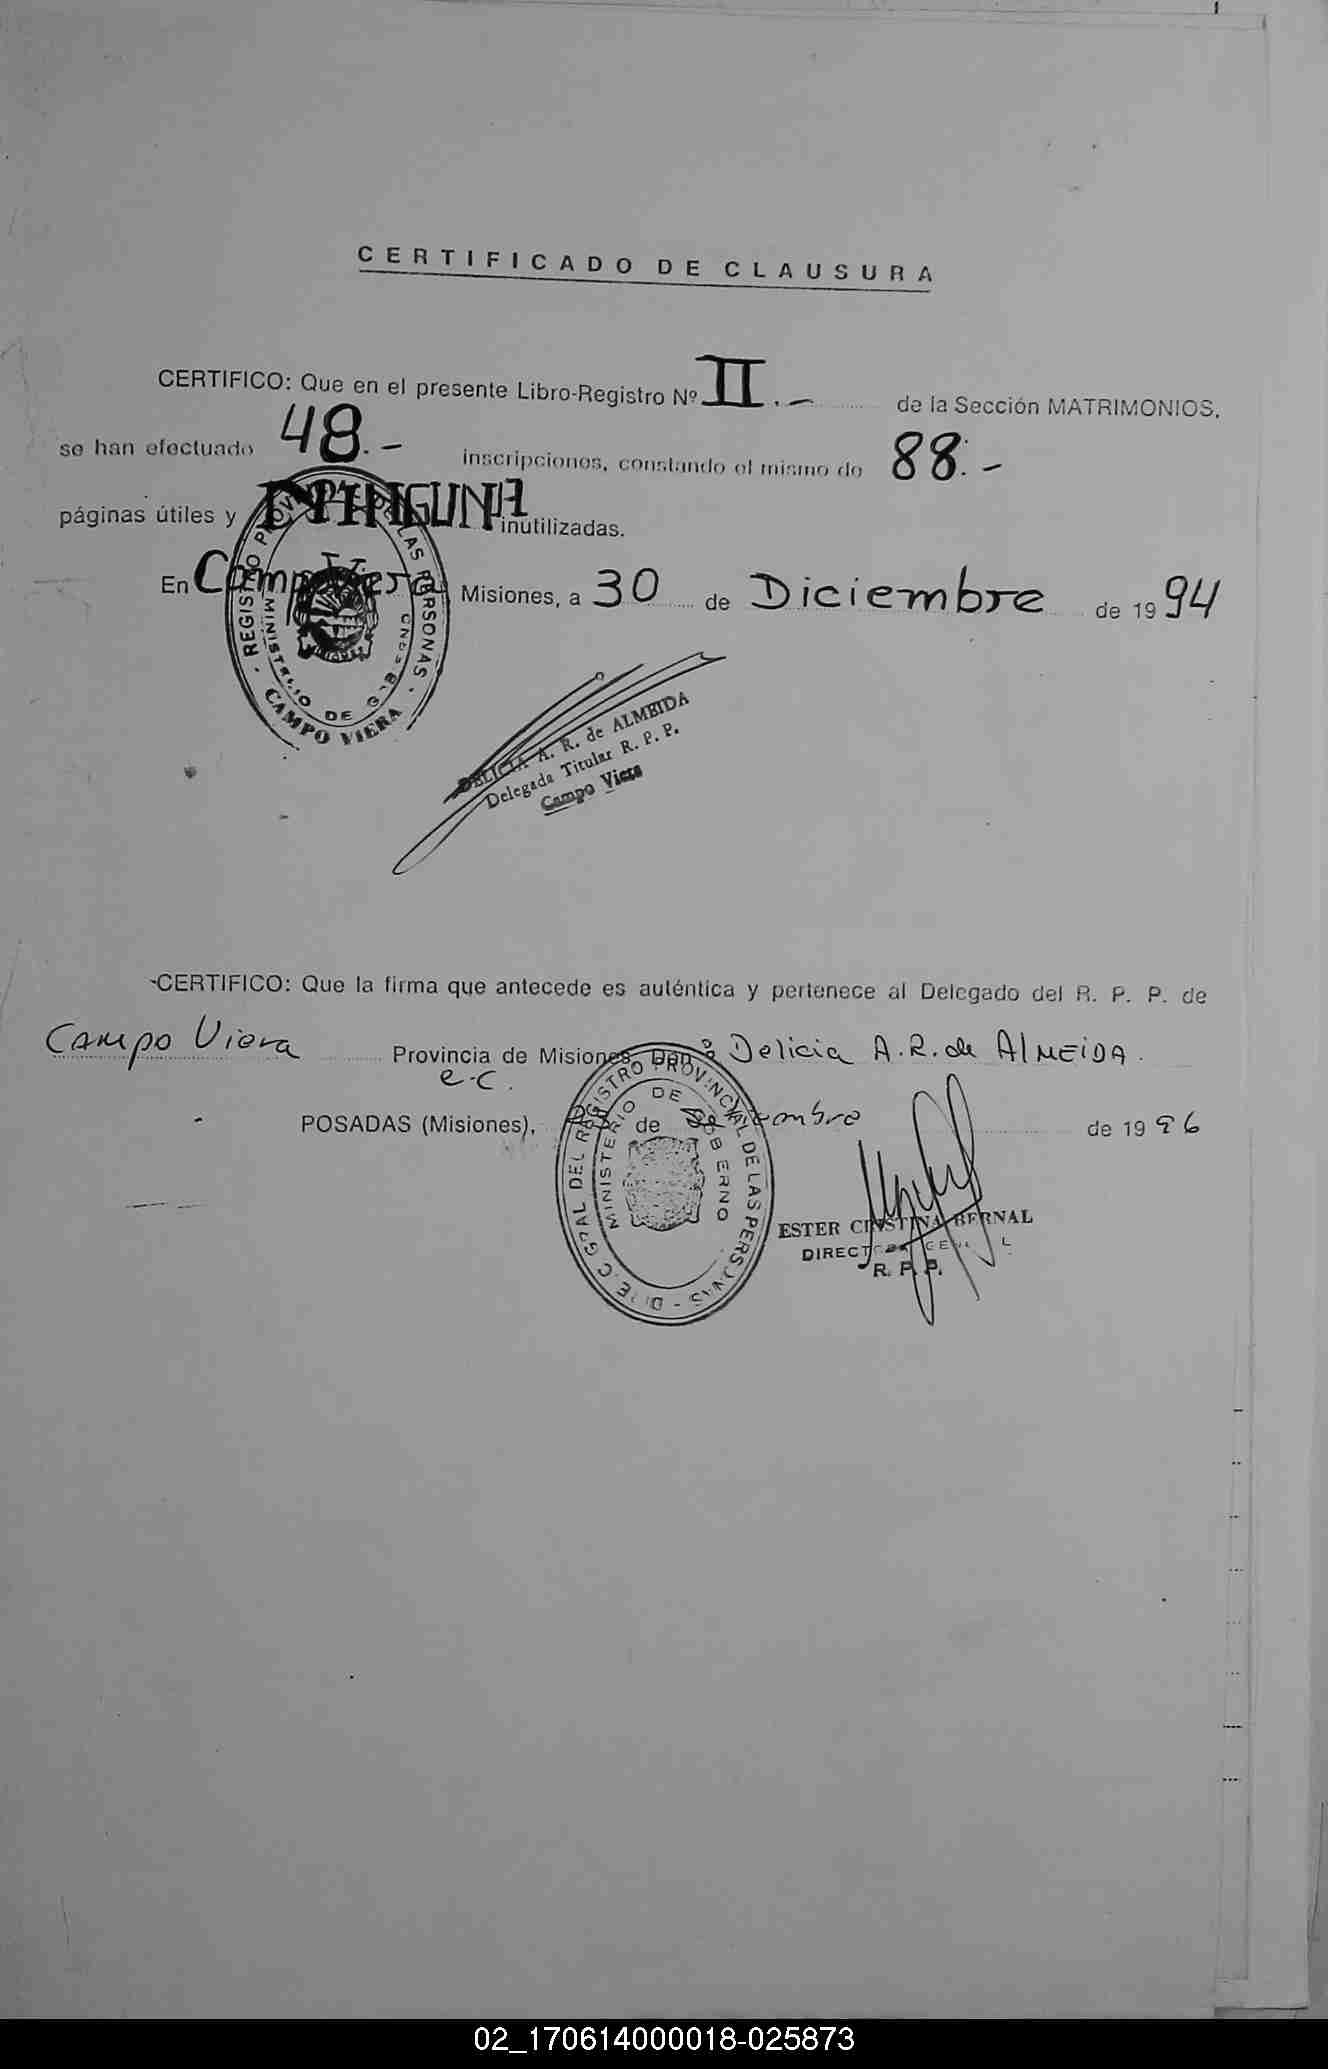 CERTIFICADO DE CLAUSURA
CERTIFICO: Que en el presente Libro-Registro Nº II.- de la Sección MATRIMONIOS,
se han efectuado 48.- inscripciones, constando el mismo de 88.-
páginas útiles y NINGUNA inutilizadas.
En Campo Viera Misiones, a 30 de Diciembre de 1994
REGISTRO PROVINCIAL DE LAS PERSONAS
MINISTERIO DE GOBIERNO
CAMPO VIERA
DELICIA A. R. de ALMEIDA
Delegada Titular R. P. P.
Campo Viera
CERTIFICO: Que la firma que antecede es auténtica y pertenece al Delegado del R. P. P. de
Campo Viera Provincia de Misiones, Don a Delicia A.R. de ALMEIDA.
e.c.
POSADAS (Misiones), de de 1996
DIREC. GRAL DEL REGISTRO PROVINCIAL DE LAS PERSONAS
MINISTERIO DE GOBIERNO
ESTER CRISTINA BERNAL
DIRECTORA GENERAL
R. P. P.
02_170614000018-025873